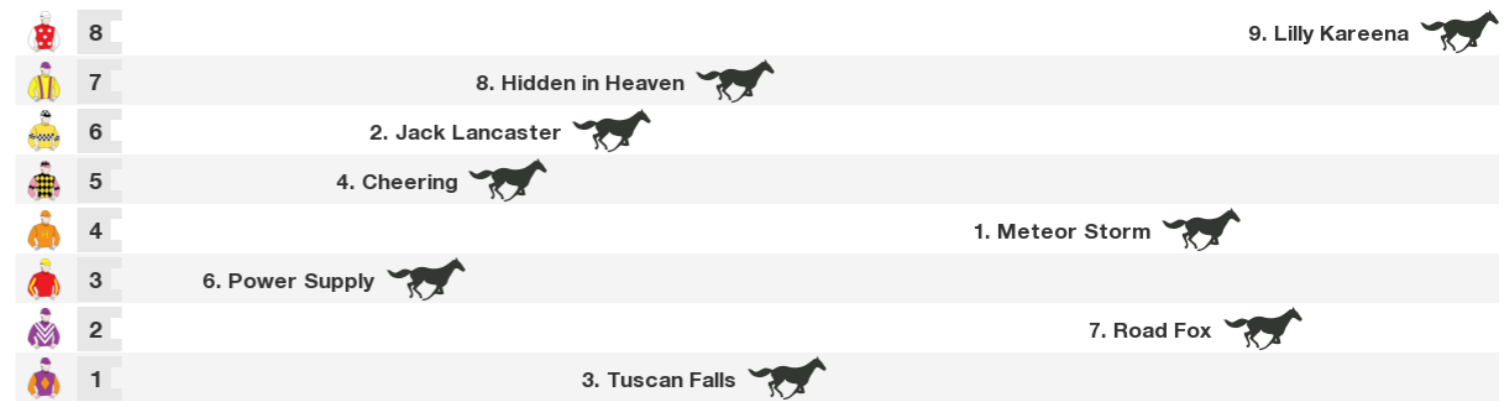 8 9. Lilly Kareena
7 8. Hidden in Heaven
6 2. Jack Lancaster
5 4. Cheering
4 1. Meteor Storm
3 6. Power Supply
2 7. Road Fox
1 3. Tuscan Falls